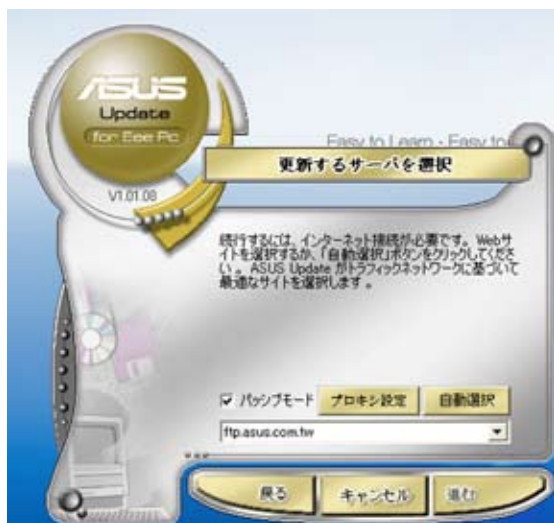 ASUS
Update
for Eee Pc
V1.01.08
Easy to Learn · Easy to
更新するサーバを選択
続行するには、インターネット接続が必要です。Webサ
イトを選択するか、「自動選択」ボタンをクリックしてくださ
い 。 ASUS Update がトラフィックネットワークに基づいて
最適なサイトを選択します 。
パッシブモード
プロキシ設定
自動選択
ftp.asus.com.tw
戻る
キャンセル
進む